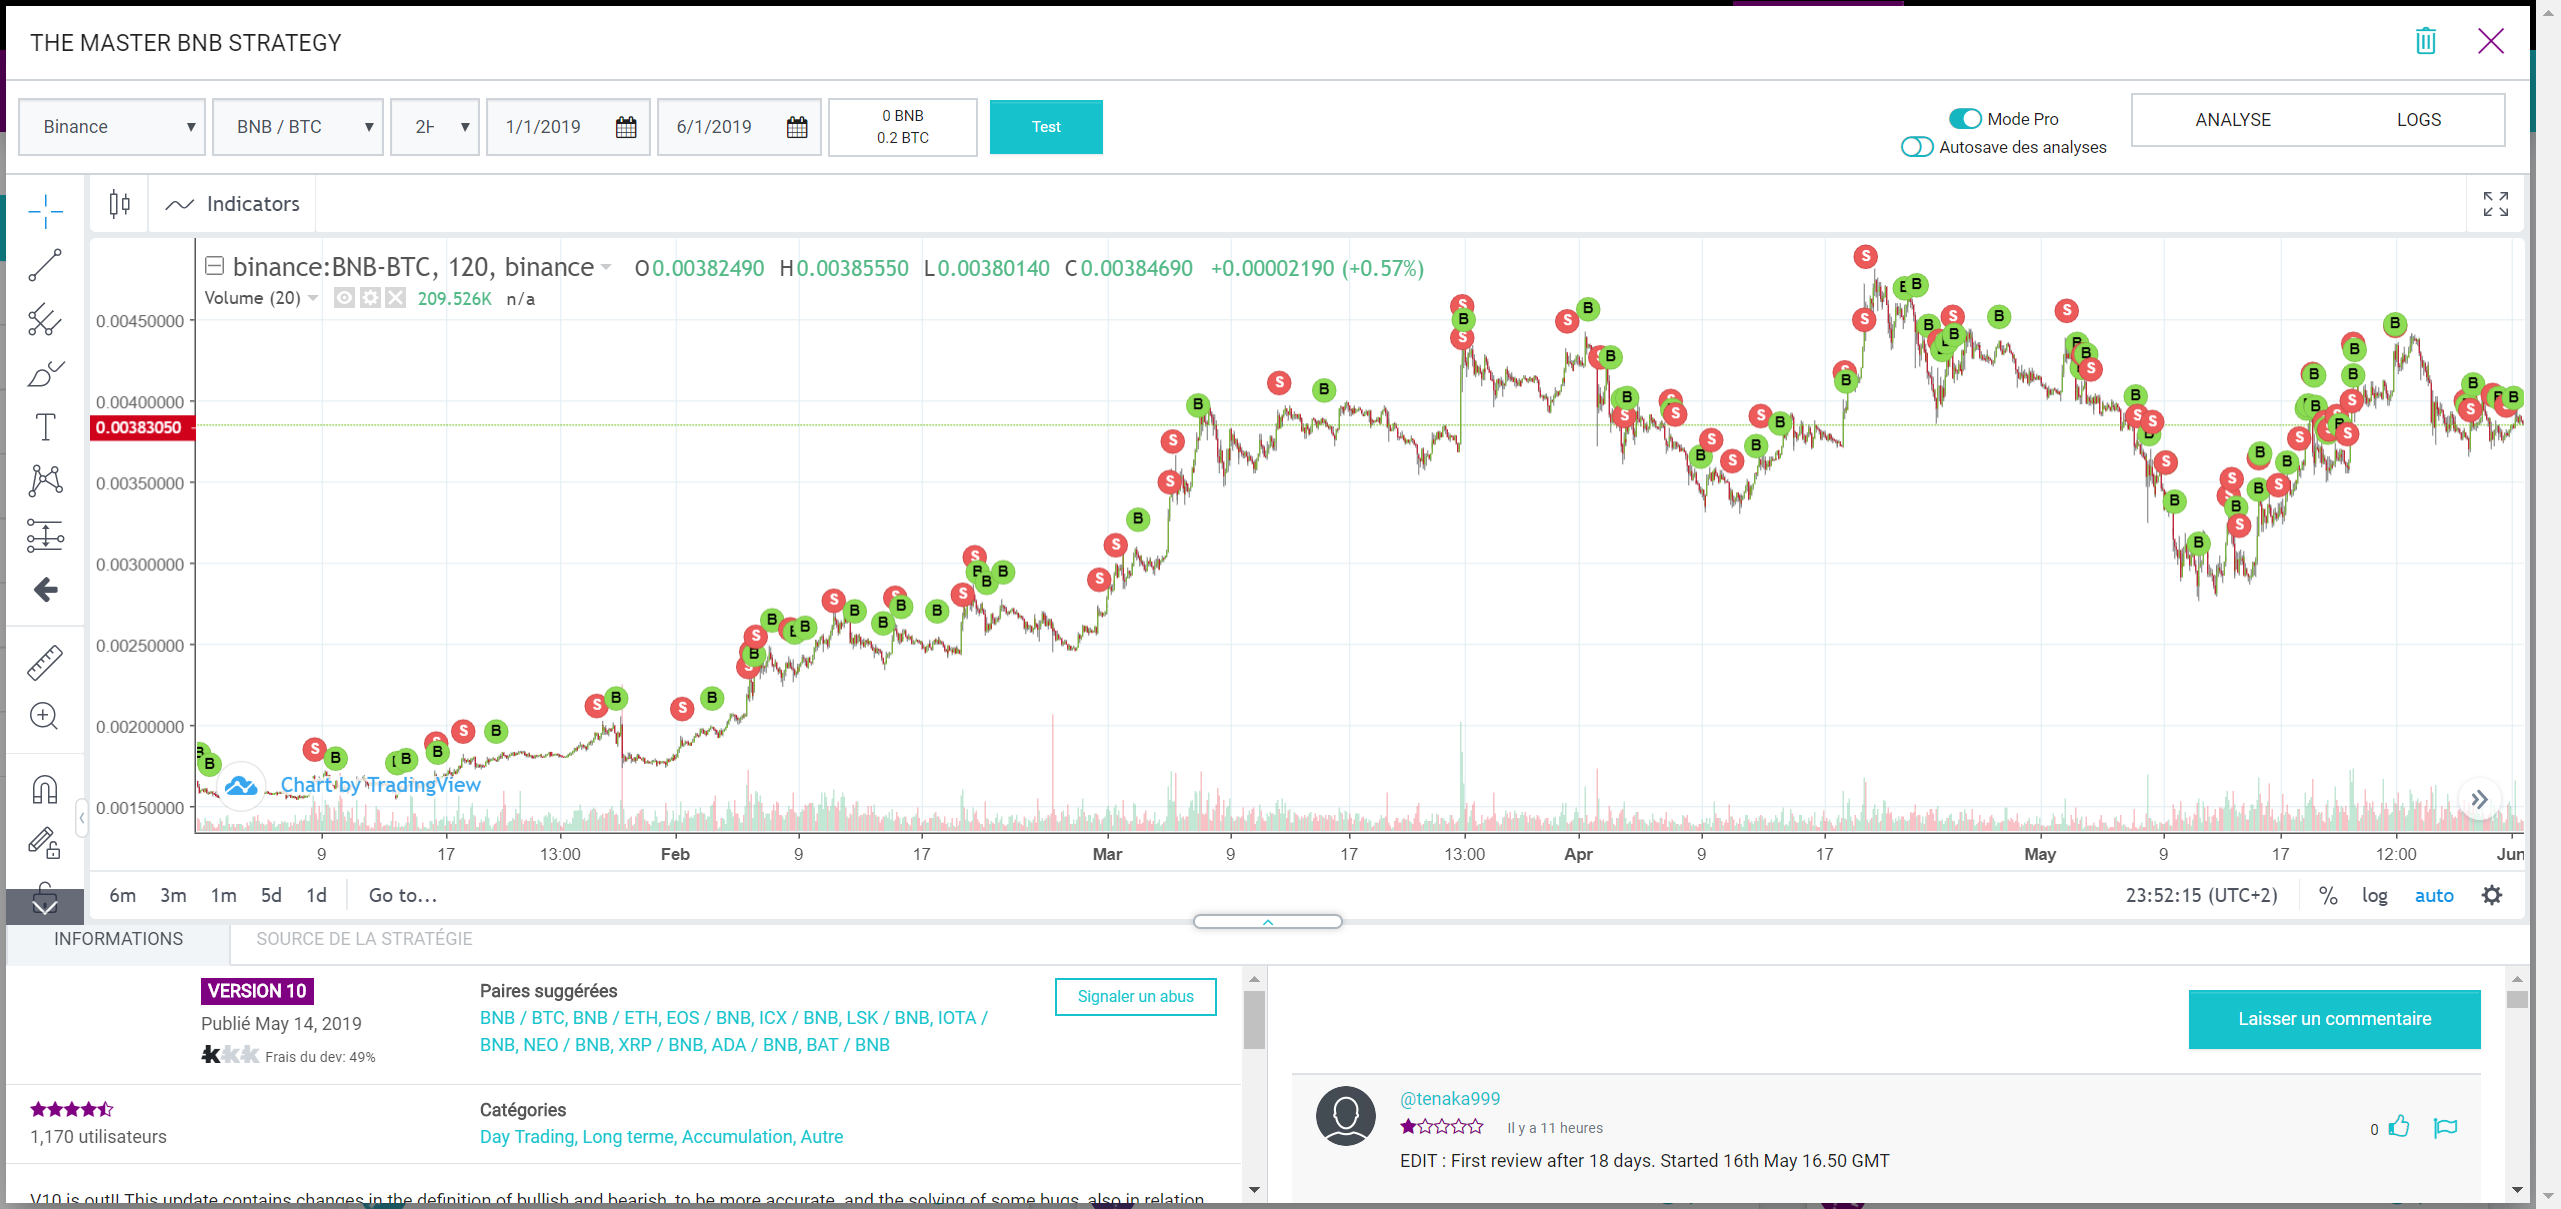 THE MASTER BNB STRATEGY
Binance
BNB / BTC
1/1/2019
6/1/2019
0 BNB
0.2 BTC
Test
Mode Pro
Autosave des analyses
ANALYSE
LOGS
Indicators
binance:BNB-BTC, 120, binance
O0.00382490 H0.00385550 L0.00380140 C0.00384690 +0.00002190 (+0.57%)
Volume (20) 209.526K n/a
0.00450000
0.00400000
0.00383050
0.00350000
0.00300000
0.00250000
0.00200000
0.00150000
Chart by TradingView
9 17 13:00 Feb 9 17 Mar 9 17 13:00 Apr 9 17 17 May 9 17 12:00 Jun
6m 3m 1m 5d 1d Go to...
23:52:15 (UTC+2) % log auto
INFORMATIONS
SOURCE DE LA STRATÉGIE
VERSION 10
Publié May 14, 2019
Frais du dev: 49%
Paires suggérées
BNB / BTC, BNB / ETH, EOS / BNB, ICX / BNB, LSK / BNB, IOTA /
BNB, NEO / BNB, XRP / BNB, ADA / BNB, BAT / BNB
Signaler un abus
1,170 utilisateurs
Catégories
Day Trading, Long terme, Accumulation, Autre
V10 is out!! This update contains changes in the definition of bullish and bearish, to be more accurate, and the solving of some bugs, also in relation
Laisser un commentaire
@tenaka999
Il y a 11 heures
0
EDIT : First review after 18 days. Started 16th May 16.50 GMT